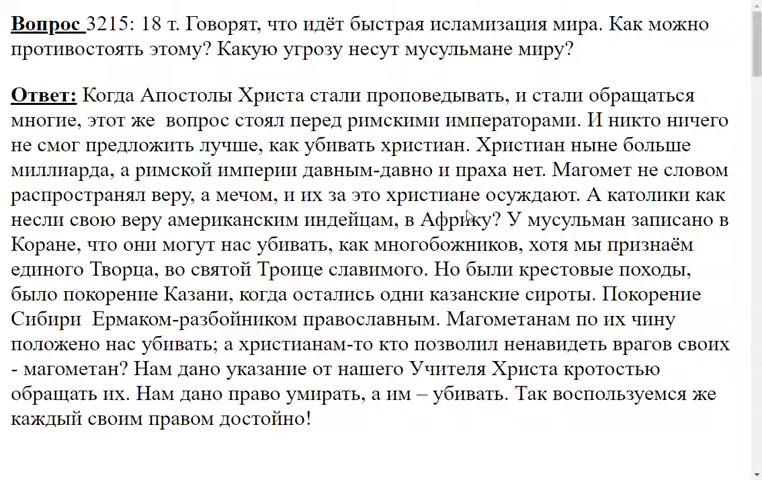 Вопрос 3215: 18 т. Говорят, что идёт быстрая исламизация мира. Как можно
противостоять этому? Какую угрозу несут мусульмане миру?
Ответ: Когда Апостолы Христа стали проповедывать, и стали обращаться
многие, этот же вопрос стоял перед римскими императорами. И никто ничего
не смог предложить лучше, как убивать христиан. Христиан ныне больше
миллиарда, а римской империи давным-давно и праха нет. Магомет не словом
распространял веру, а мечом, и их за это христиане осуждают. А католики как
несли свою веру американским индейцам, в Африку? У мусульман записано в
Коране, что они могут нас убивать, как многобожников, хотя мы признаём
единого Творца, во святой Троице славимого. Но были крестовые походы,
было покорение Казани, когда остались одни казанские сироты. Покорение
Сибири Ермаком-разбойником православным. Магометанам по их чину
положено нас убивать; а христианам-то кто позволил ненавидеть врагов своих
- магометан? Нам дано указание от нашего Учителя Христа кротостью
обращать их. Нам дано право умирать, а им – убивать. Так воспользуемся же
каждый своим правом достойно!